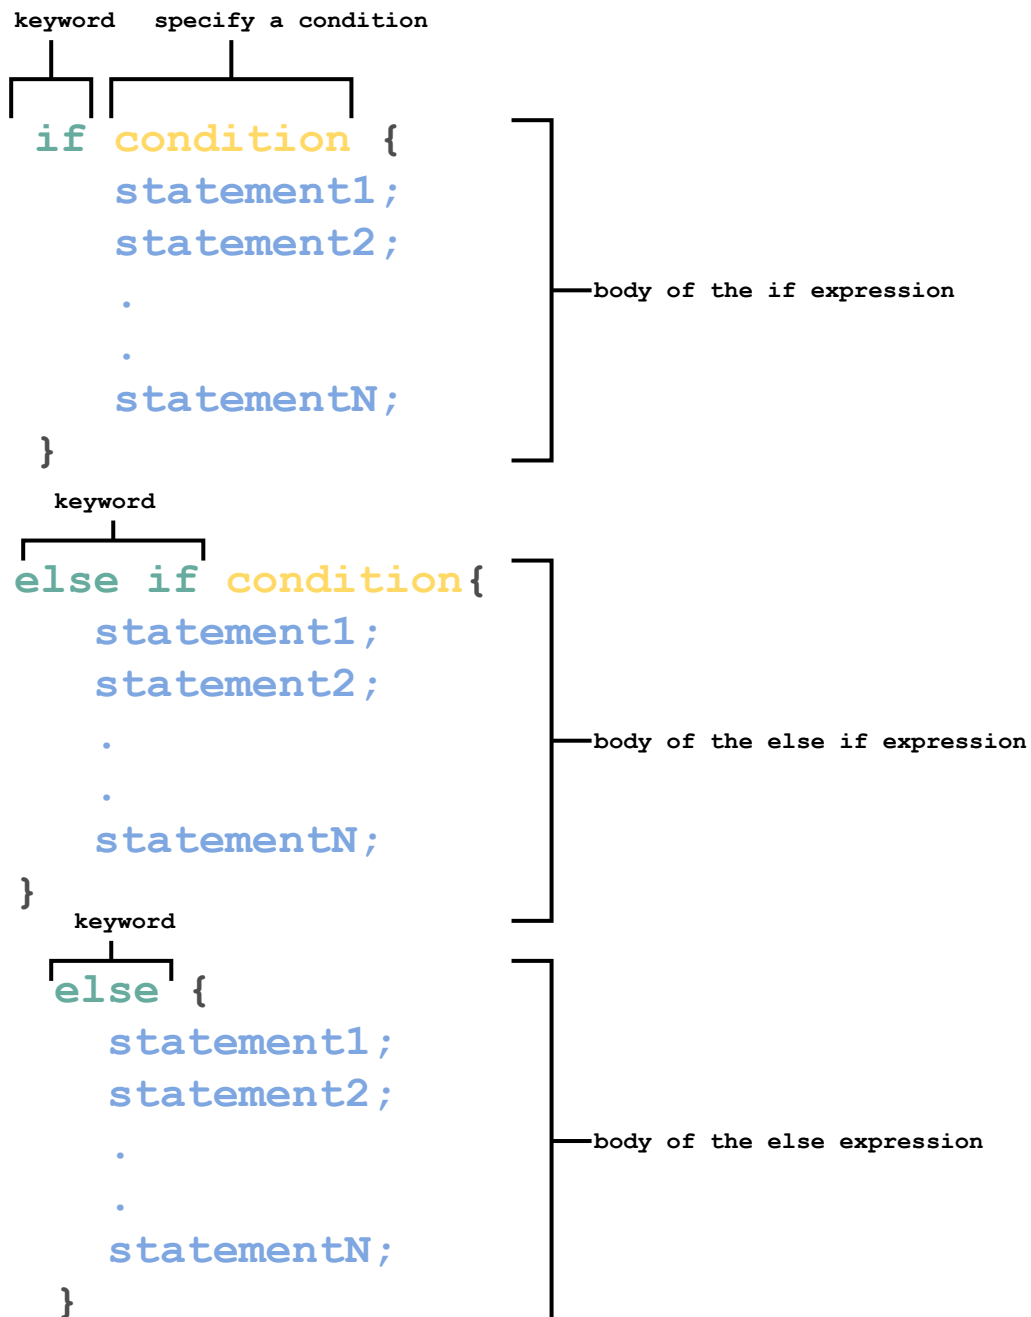 keyword specify a condition
if condition {
statement1;
statement2;
.
.
statementN;
}
body of the if expression
keyword
else if condition{
statement1;
statement2;
.
.
statementN;
}
body of the else if expression
keyword
else {
statement1;
statement2;
.
.
statementN;
}
body of the else expression